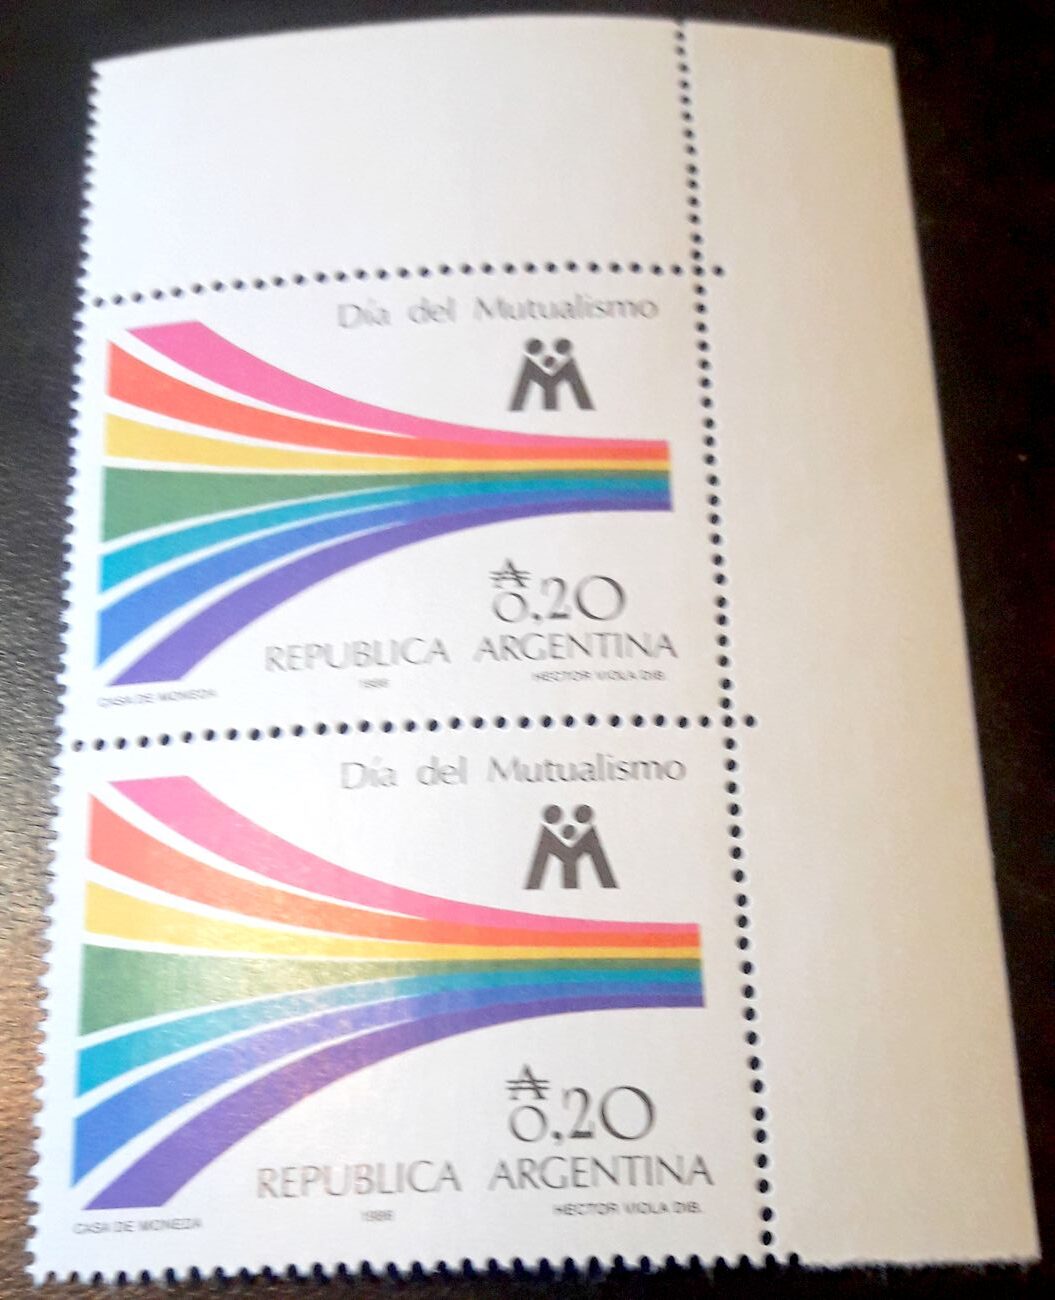 Día del Mutualismo
₳ 0,20
REPUBLICA ARGENTINA
CASA DE MONEDA 1986 HECTOR VIOLA DIB.
Día del Mutualismo
₳ 0,20
REPUBLICA ARGENTINA
CASA DE MONEDA 1986 HECTOR VIOLA DIB.